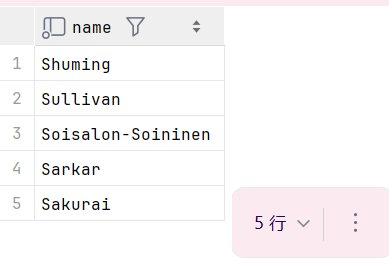 name
1 Shuming
2 Sullivan
3 Soisalon-Soininen
4 Sarkar
5 Sakurai
5 行